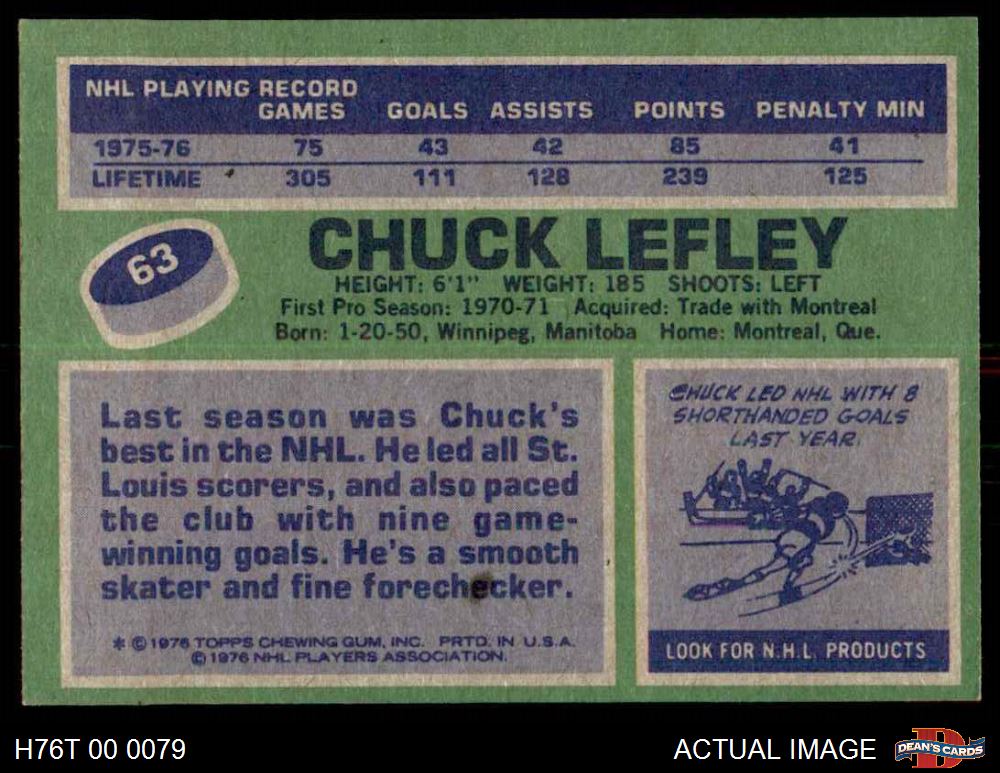 NHL PLAYING RECORD
GAMES GOALS ASSISTS POINTS PENALTY MIN
1975-76 75 43 42 85 41
LIFETIME 305 111 128 239 125
63
CHUCK LEFLEY
HEIGHT: 6'1" WEIGHT: 185 SHOOTS: LEFT
First Pro Season: 1970-71 Acquired: Trade with Montreal
Born: 1-20-50, Winnipeg, Manitoba Home: Montreal, Que.
Last season was Chuck's
best in the NHL. He led all St.
Louis scorers, and also paced
the club with nine game-
winning goals. He's a smooth
skater and fine forechecker.
* © 1976 TOPPS CHEWING GUM, INC. PRTD. IN U.S.A.
© 1976 NHL PLAYERS ASSOCIATION.
CHUCK LED NHL WITH 8
SHORTHANDED GOALS
LAST YEAR.
LOOK FOR N.H.L. PRODUCTS
H76T 00 0079
ACTUAL IMAGE
D
DEAN'S CARDS